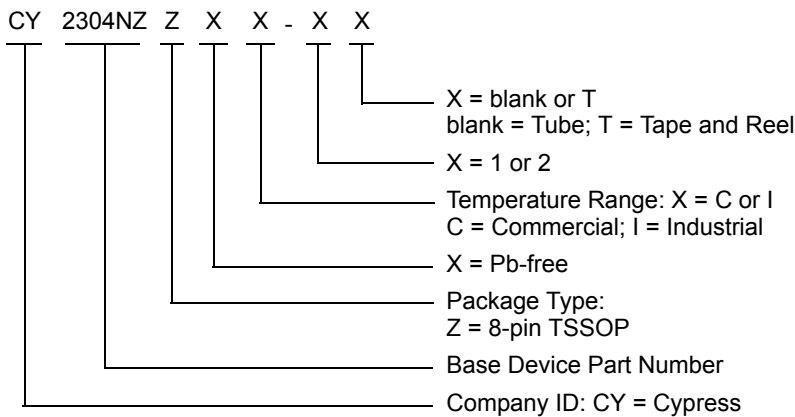 CY 2304NZ Z X X - X X
X = blank or T
blank = Tube; T = Tape and Reel
X = 1 or 2
Temperature Range: X = C or I
C = Commercial; I = Industrial
X = Pb-free
Package Type:
Z = 8-pin TSSOP
Base Device Part Number
Company ID: CY = Cypress